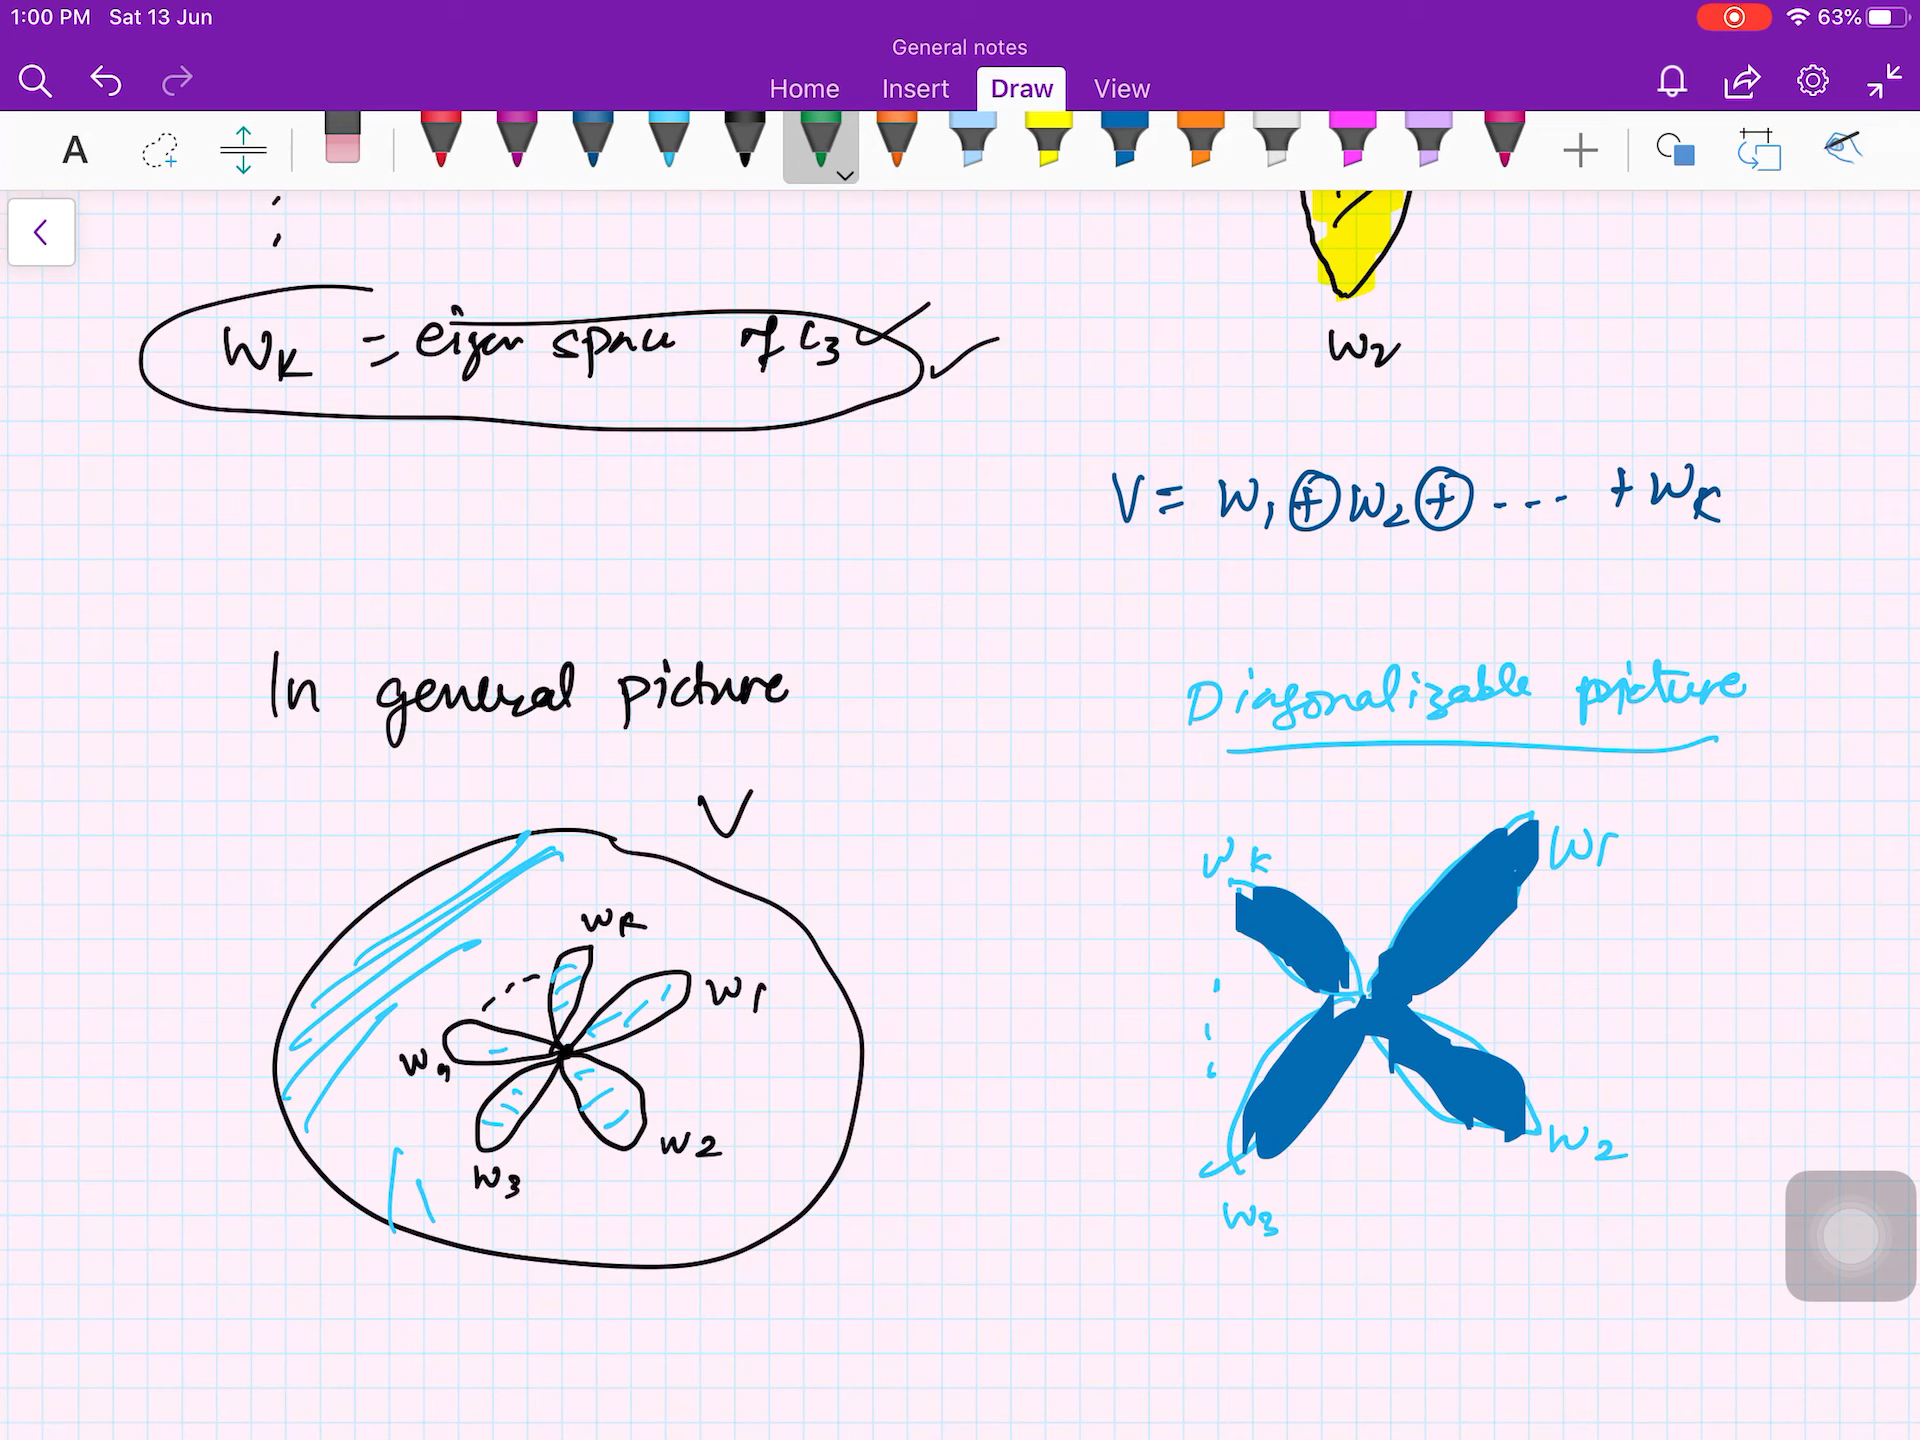 1:00 PM Sat 13 Jun
63%
General notes
Home Insert Draw View
A
WK = eigen space of C3
W2
V = W1 ⊕ W2 ⊕ --- + WK
In general picture
Diagonalizable picture
V
WK
W1
WK
W1
W2
W3
W2
W3